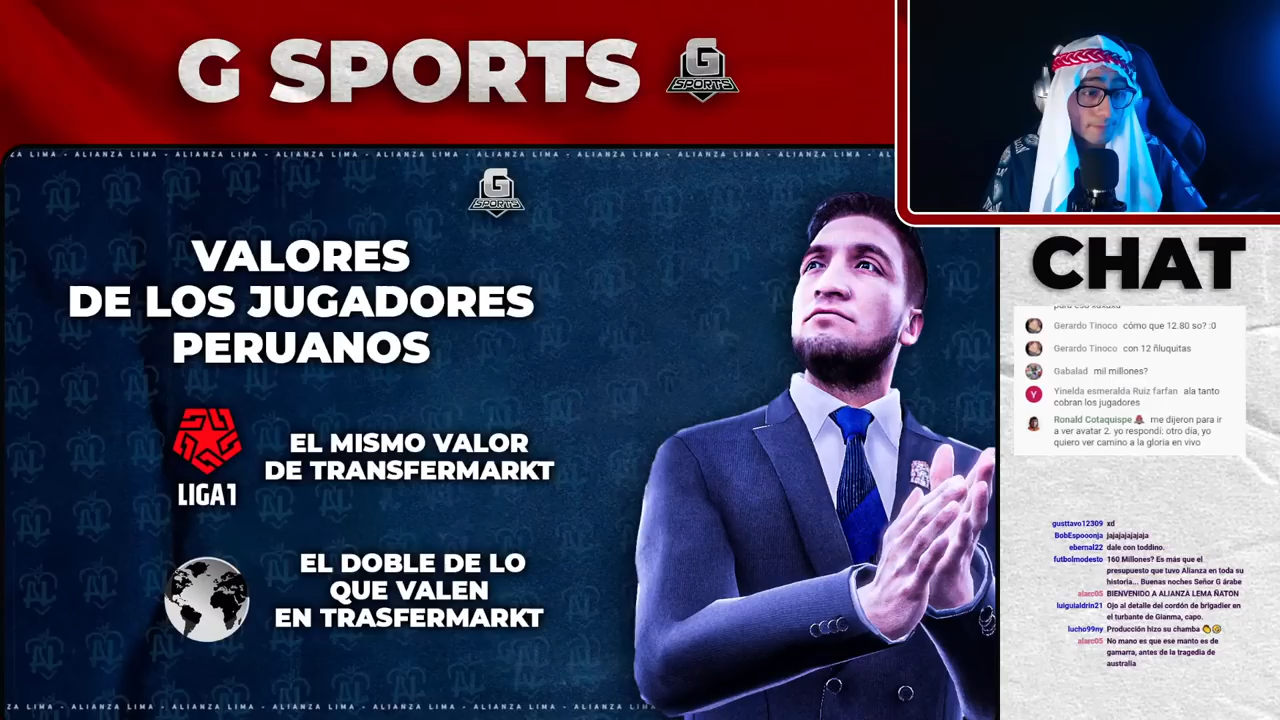 G SPORTS
G
SPORTS
ALIANZA LIMA - ALIANZA LIMA - ALIANZA LIMA - ALIANZA LIMA - ALIANZA LIMA - ALIANZA LIMA - ALIANZA LIMA - ALIANZA LIMA
G
SPORTS
VALORES
DE LOS JUGADORES
PERUANOS
LIGA1
EL MISMO VALOR
DE TRANSFERMARKT
EL DOBLE DE LO
QUE VALEN
EN TRASFERMARKT
ALIANZA LIMA - ALIANZA LIMA - ALIANZA LIMA - ALIANZA LIMA - ALIANZA LIMA - ALIANZA LIMA
CHAT
Gerardo Tinoco cómo que 12.80 so? :0
Gerardo Tinoco con 12 ñluquitas
Gabalad mil millones?
Y
Yinelda esmeralda Ruiz farfan ala tanto
cobran los jugadores
Ronald Cotaquispe me dijeron para ir
a ver avatar 2. yo respondi: otro día, yo
quiero ver camino a la gloria en vivo
gusttavo12309 xd
BobEspooonja jajajajajajaja
ebernal22 dale con toddino.
futbolmodesto 160 Millones? Es más que el
presupuesto que tuvo Alianza en toda su
historia... Buenas noches Señor G árabe
alarc05 BIENVENIDO A ALIANZA LEMA ÑATON
luiguialdrin21 Ojo al detalle del cordón de brigadier en
el turbante de Gianma, capo.
lucho99ny Producción hizo su chamba
alarc05 No mano es que ese manto es de
gamarra, antes de la tragedia de
australia